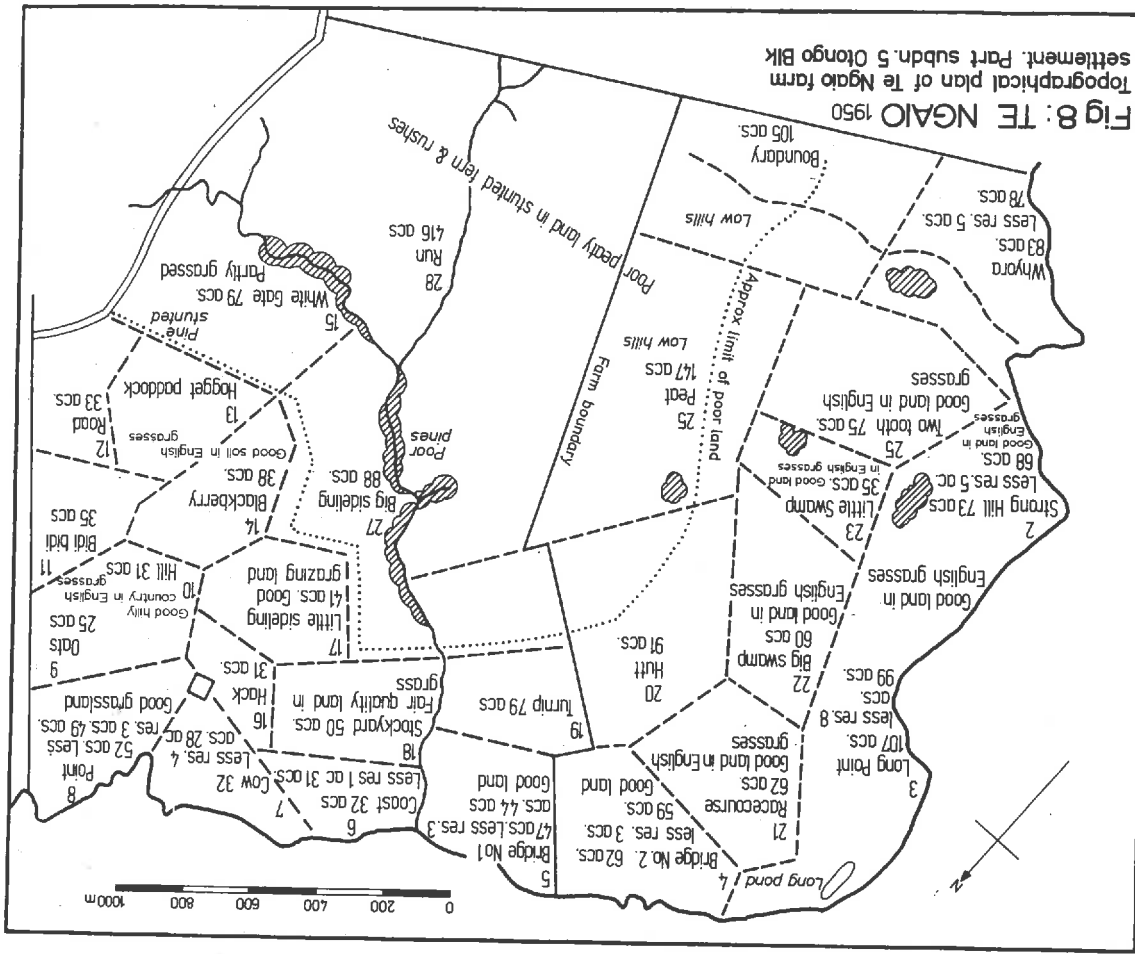 0 200 400 600 800 1000m
N
Long pond
3
Long Point
107 acs.
less res. 8
acs.
99 acs.
4
Bridge No. 2. 62 acs.
less res. 3 acs.
59 acs.
Good land
5
Bridge No1
47 acs. Less res. 3
acs. 44 acs
Good land
6
Coast 32 acs
Less res 1 ac 31 acs.
7
Cow 32
Less res. 4
acs. 28 ac
8
Point
52 acs. Less
res. 3 acs. 49 acs
Good grassland
21
Racecourse
62 acs.
Good land in English
grasses
18
Stockyard 50 acs.
Fair quality land in
grass
16
Hack
31 acs.
9
Oats
25 acs
19
Turnip 79 acs
20
Hutt
91 acs.
22
Big swamp
60 acs
Good land in
English grasses
17
Little sideling
41 acs. Good
grazing land
10
Hill 31 acs
Good hilly
country in English
grasses
11
Bidi bidi
35 acs
2
Strong Hill 73 acs
Less res. 5 ac
68 acs.
Good land in
English
grasses
Good land in
English grasses
23
Little Swamp
35 acs. Good land
in English grasses
27
Big sideling
88 acs.
Poor
pines
14
Blackberry
38 acs.
Good soil in English
grasses
12
Road
33 acs.
13
Hogget paddock
25
Two tooth 75 acs.
Good land in English
grasses
25
Peat
147 acs
Low hills
Approx limit of poor land
Farm boundary
Pine
stunted
15
White Gate 79 acs.
Partly grassed
28
Run
416 acs
Poor peaty land in stunted fern & rushes
Whyora
83 acs.
Less res. 5 acs.
78 acs.
Low hills
Boundary
105 acs.
Fig 8: TE NGAIO 1950
Topographical plan of Te Ngaio farm
settlement. Part subdn. 5 Otongo Blk